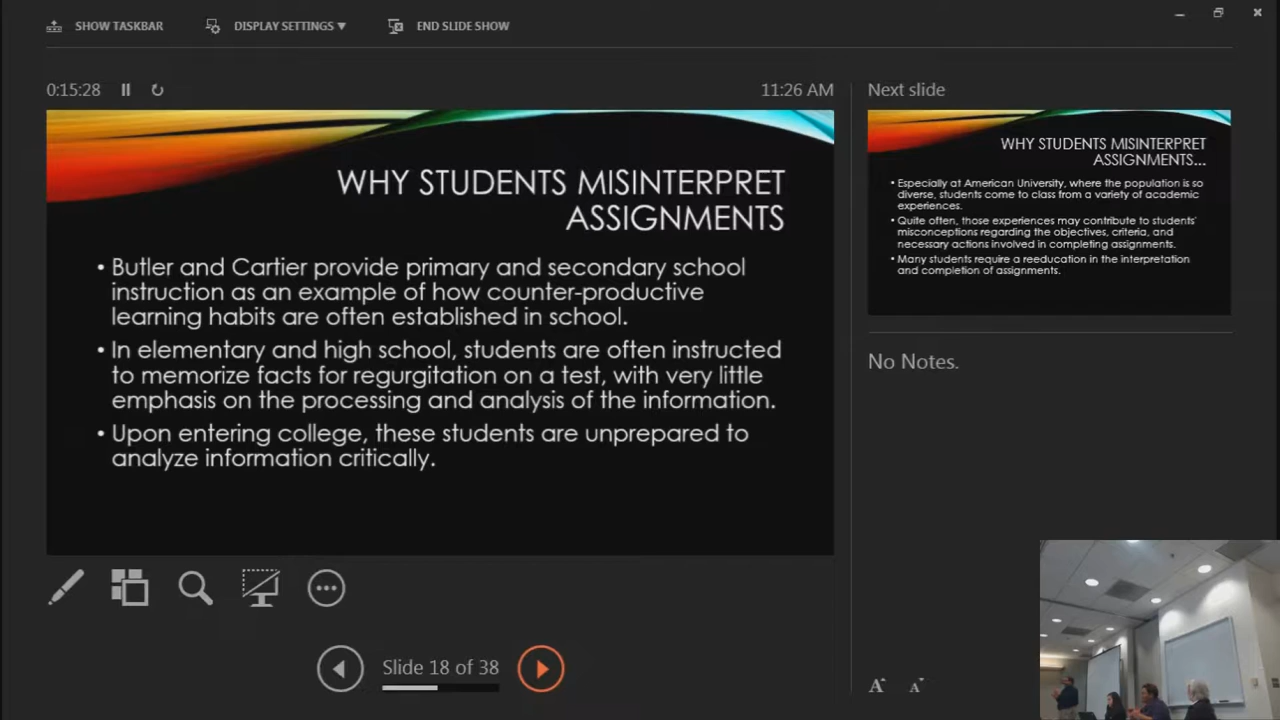 SHOW TASKBAR
DISPLAY SETTINGS
END SLIDE SHOW
0:15:28
11:26 AM
WHY STUDENTS MISINTERPRET
ASSIGNMENTS
• Butler and Cartier provide primary and secondary school
instruction as an example of how counter-productive
learning habits are often established in school.
• In elementary and high school, students are often instructed
to memorize facts for regurgitation on a test, with very little
emphasis on the processing and analysis of the information.
• Upon entering college, these students are unprepared to
analyze information critically.
Slide 18 of 38
Next slide
WHY STUDENTS MISINTERPRET
ASSIGNMENTS...
• Especially at American University, where the population is so
diverse, students come to class from a variety of academic
experiences.
• Quite often, those experiences may contribute to students'
misconceptions regarding the objectives, criteria, and
necessary actions involved in completing assignments.
• Many students require a reeducation in the interpretation
and completion of assignments.
No Notes.
A A